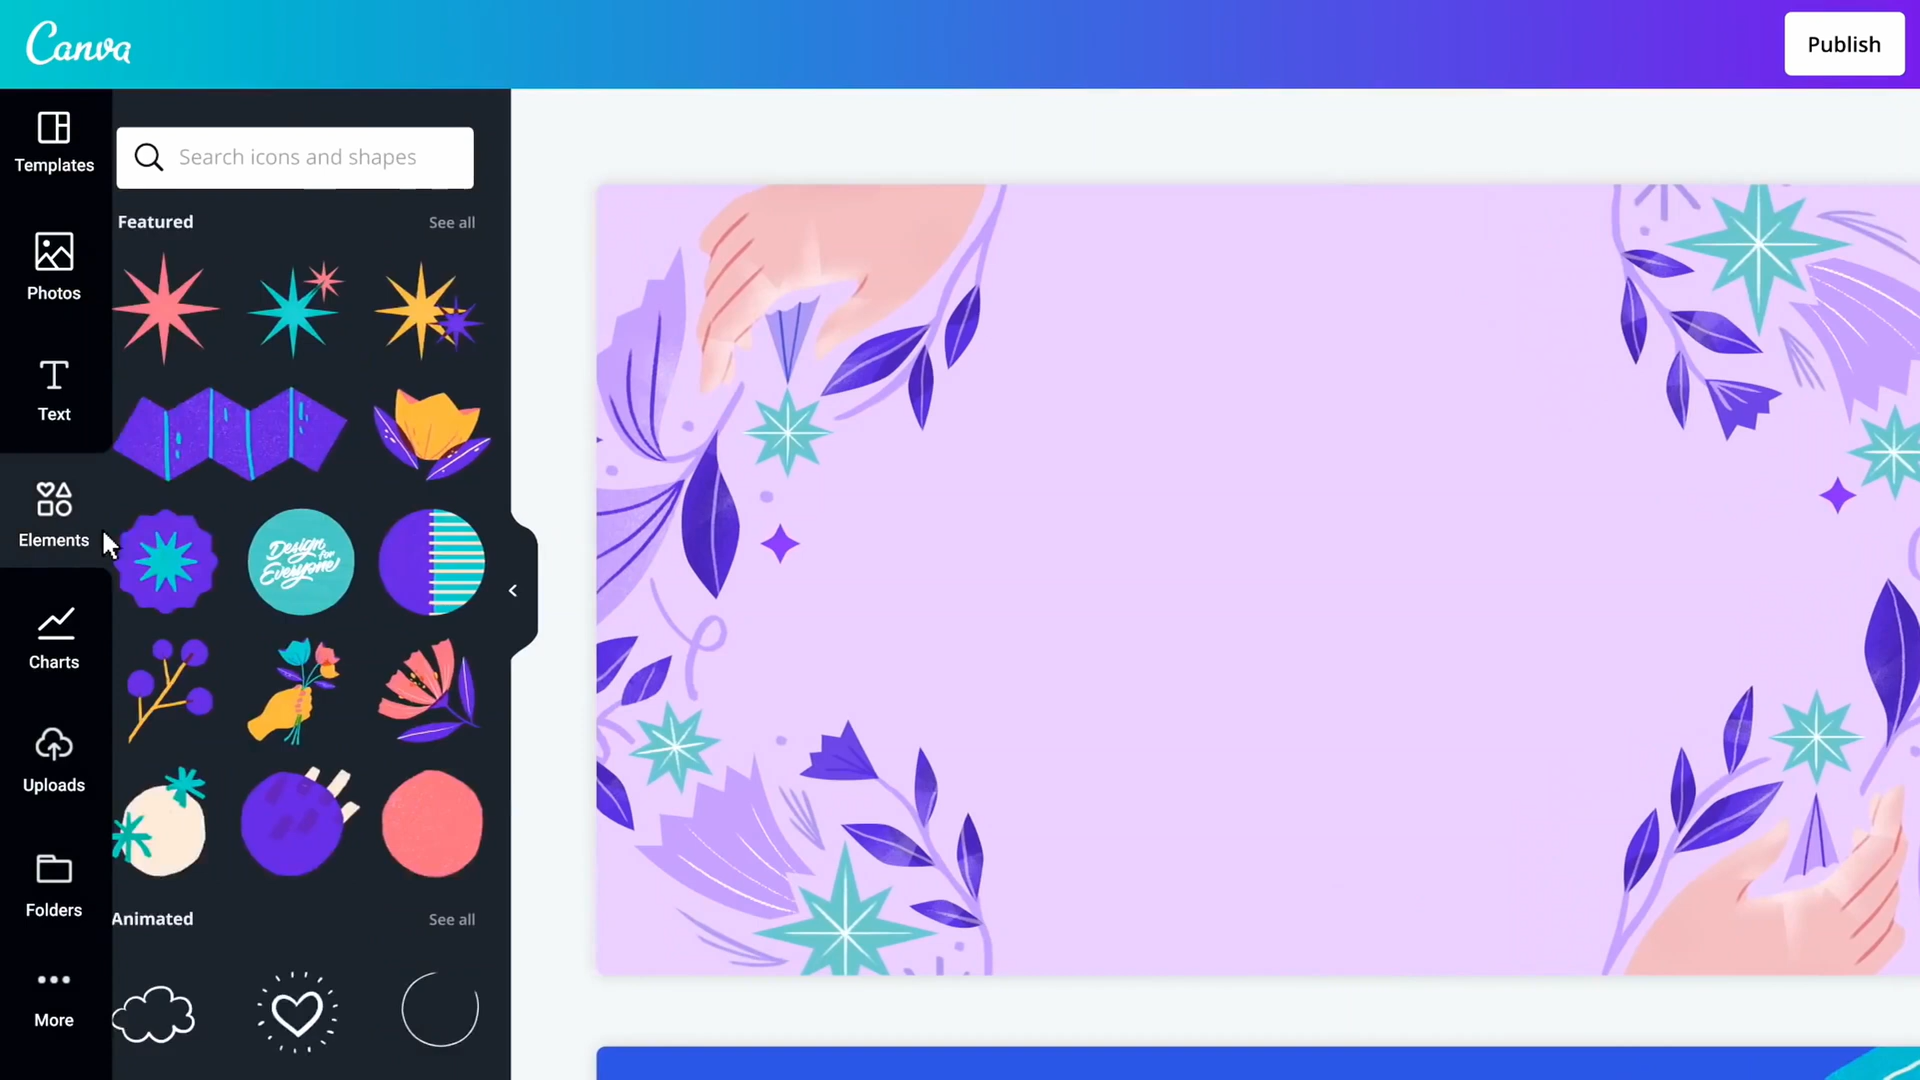 Canva
Publish
Templates
Photos
Text
Elements
Charts
Uploads
Folders
More
Search icons and shapes
Featured
See all
Design
for
Everyone
Animated
See all